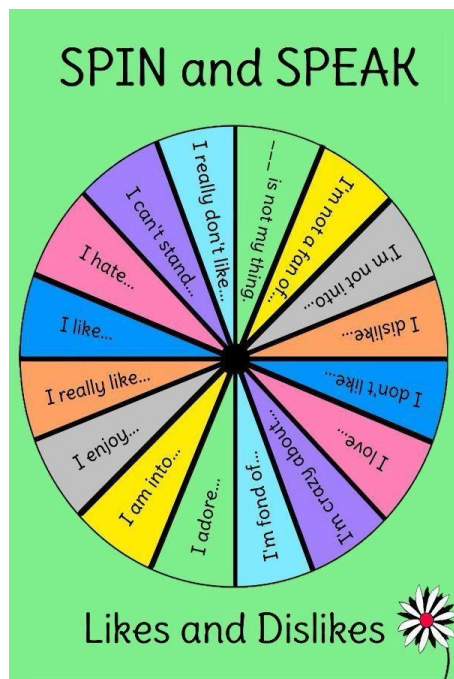 SPIN and SPEAK
I really don't like...
___ is not my thing.
I'm not a fan of...
I'm not into...
I dislike...
I don't like...
I love...
I'm crazy about...
I'm fond of...
I adore...
I am into...
I enjoy...
I really like...
I like...
I hate...
I can't stand...
Likes and Dislikes